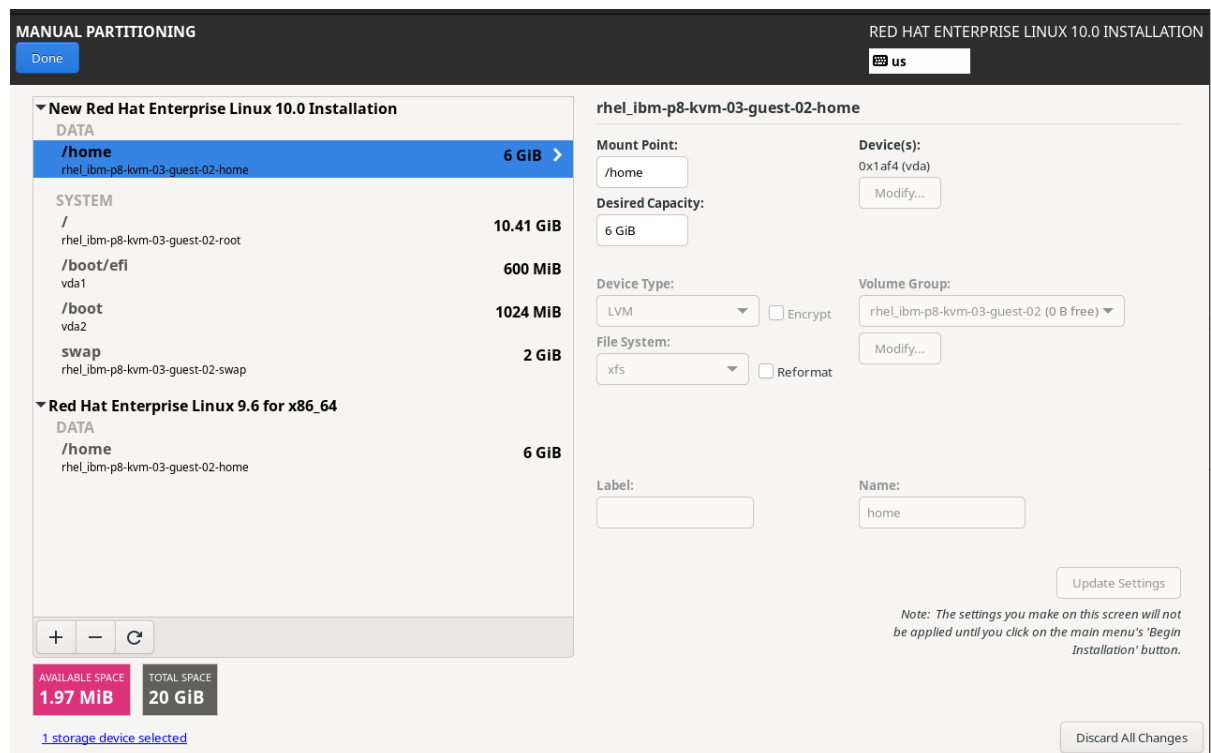 MANUAL PARTITIONING
RED HAT ENTERPRISE LINUX 10.0 INSTALLATION
Done
us
New Red Hat Enterprise Linux 10.0 Installation
DATA
/home
6 GiB
rhel_ibm-p8-kvm-03-guest-02-home
SYSTEM
/
10.41 GiB
rhel_ibm-p8-kvm-03-guest-02-root
/boot/efi
600 MiB
vda1
/boot
1024 MiB
vda2
swap
2 GiB
rhel_ibm-p8-kvm-03-guest-02-swap
Red Hat Enterprise Linux 9.6 for x86_64
DATA
/home
6 GiB
rhel_ibm-p8-kvm-03-guest-02-home
AVAILABLE SPACE
1.97 MiB
TOTAL SPACE
20 GiB
1 storage device selected
rhel_ibm-p8-kvm-03-guest-02-home
Mount Point:
/home
Device(s):
0x1af4 (vda)
Modify...
Desired Capacity:
6 GiB
Device Type:
LVM
Encrypt
Volume Group:
rhel_ibm-p8-kvm-03-guest-02 (0 B free)
Modify...
File System:
xfs
Reformat
Label:
Name:
home
Update Settings
Note: The settings you make on this screen will not
be applied until you click on the main menu's 'Begin
Installation' button.
Discard All Changes